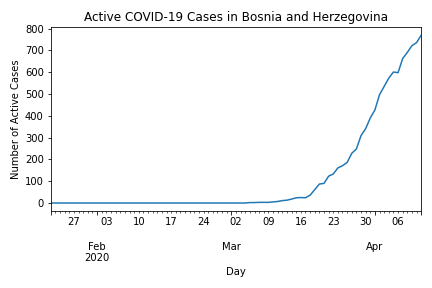 Active COVID-19 Cases in Bosnia and Herzegovina
800
700
600
500
400
300
200
100
0
Number of Active Cases
27 03 10 17 24 02 09 16 23 30 06
Feb Mar Apr
2020
Day